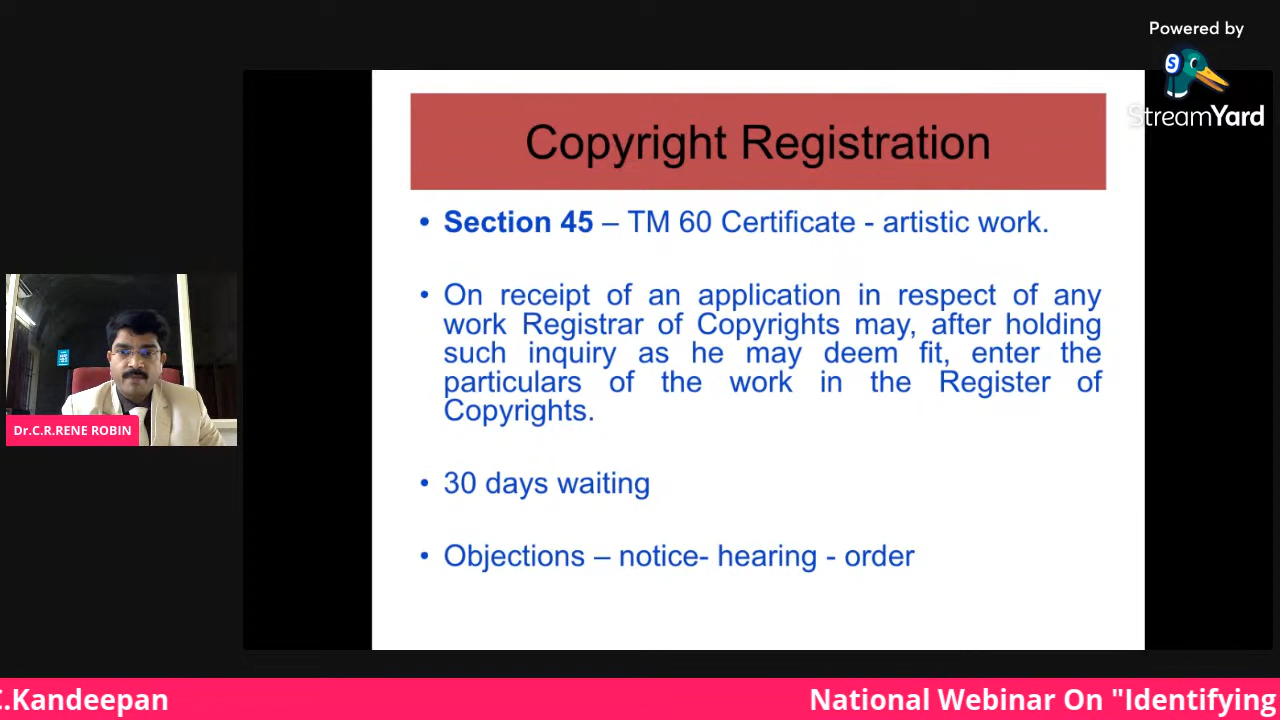 Powered by
StreamYard
Copyright Registration
• Section 45 – TM 60 Certificate - artistic work.
• On receipt of an application in respect of any
work Registrar of Copyrights may, after holding
such inquiry as he may deem fit, enter the
particulars of the work in the Register of
Copyrights.
• 30 days waiting
• Objections – notice- hearing - order
Dr.C.R.RENE ROBIN
C.Kandeepan National Webinar On "Identifying